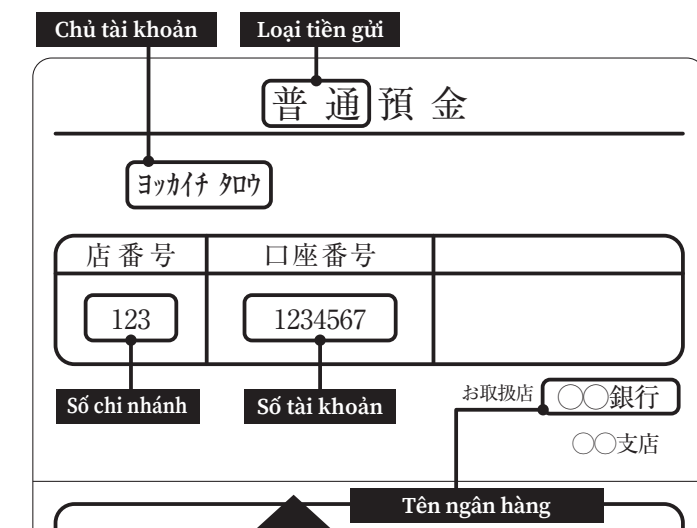 Chủ tài khoản
Loại tiền gửi
普通預金
ﾖｯｶｲﾁ ﾀﾛｳ
店番号
口座番号
123
1234567
Số chi nhánh
Số tài khoản
お取扱店
○○銀行
○○支店
Tên ngân hàng